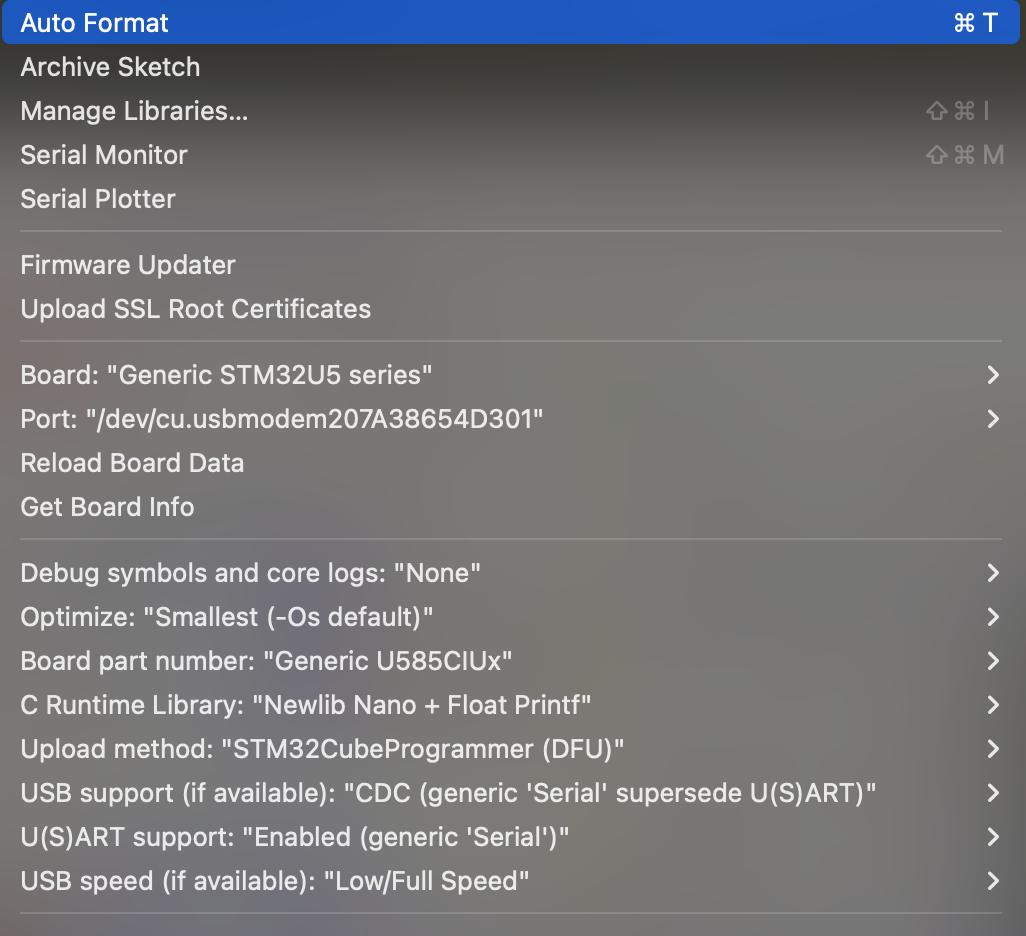 Auto Format ⌘ T
Archive Sketch
Manage Libraries... ⇧ ⌘ I
Serial Monitor ⇧ ⌘ M
Serial Plotter
Firmware Updater
Upload SSL Root Certificates
Board: "Generic STM32U5 series"
Port: "/dev/cu.usbmodem207A38654D301"
Reload Board Data
Get Board Info
Debug symbols and core logs: "None"
Optimize: "Smallest (-Os default)"
Board part number: "Generic U585CIUx"
C Runtime Library: "Newlib Nano + Float Printf"
Upload method: "STM32CubeProgrammer (DFU)"
USB support (if available): "CDC (generic 'Serial' supersede U(S)ART)"
U(S)ART support: "Enabled (generic 'Serial')"
USB speed (if available): "Low/Full Speed"